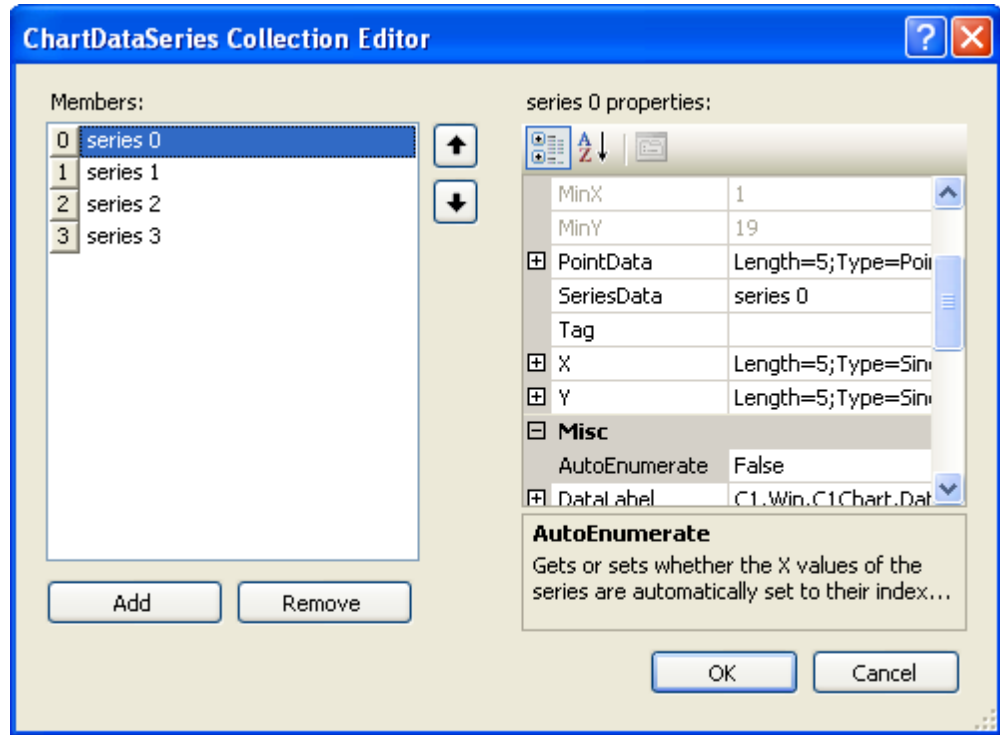 ChartDataSeries Collection Editor
Members:
0 series 0
1 series 1
2 series 2
3 series 3
Add Remove
series 0 properties:
MinX 1
MinY 19
PointData Length=5;Type=Poi
SeriesData series 0
Tag
X Length=5;Type=Sin
Y Length=5;Type=Sin
Misc
AutoEnumerate False
DataLabel C1.Win.C1Chart.Dat
AutoEnumerate
Gets or sets whether the X values of the
series are automatically set to their index...
OK Cancel